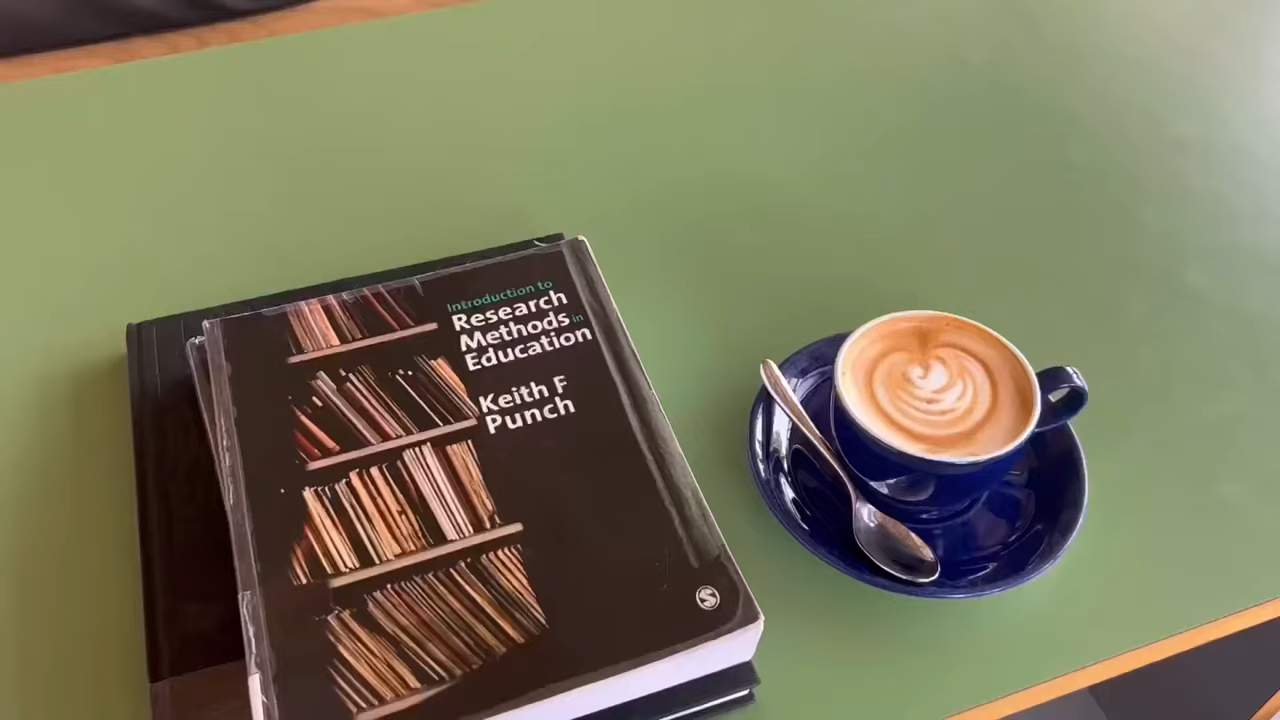 Introduction to
Research
Methods in
Education
Keith F
Punch
S